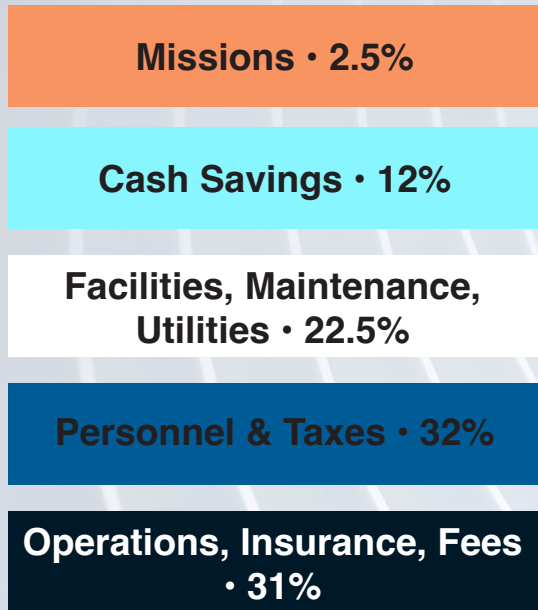 Missions • 2.5%
Cash Savings • 12%
Facilities, Maintenance,
Utilities • 22.5%
Personnel & Taxes • 32%
Operations, Insurance, Fees
• 31%